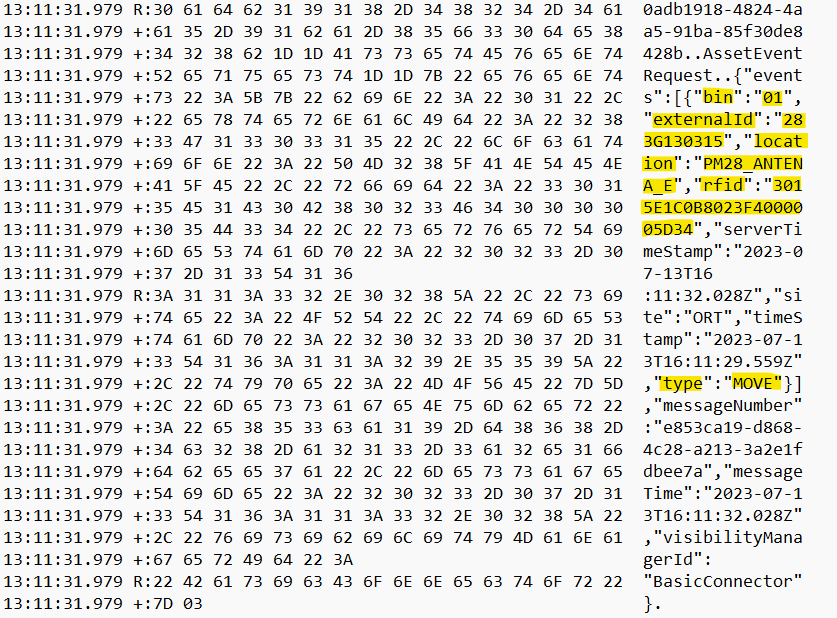 13:11:31.979 R:30 61 64 62 31 39 31 38 2D 34 38 32 34 2D 34 61 0adb1918-4824-4a
13:11:31.979 +:61 35 2D 39 31 62 61 2D 38 35 66 33 30 64 65 38 a5-91ba-85f30de8
13:11:31.979 +:34 32 38 62 1D 1D 41 73 73 65 74 45 76 65 6E 74 428b..AssetEvent
13:11:31.979 +:52 65 71 75 65 73 74 1D 1D 7B 22 65 76 65 6E 74 Request..{"event
13:11:31.979 +:73 22 3A 5B 7B 22 62 69 6E 22 3A 22 30 31 22 2C s":[{"bin":"01",
13:11:31.979 +:22 65 78 74 65 72 6E 61 6C 49 64 22 3A 22 32 38 "externalId":"28
13:11:31.979 +:33 47 31 33 30 33 31 35 22 2C 22 6C 6F 63 61 74 3G130315","locat
13:11:31.979 +:69 6F 6E 22 3A 22 50 4D 32 38 5F 41 4E 54 45 4E ion":"PM28_ANTEN
13:11:31.979 +:41 5F 45 22 2C 22 72 66 69 64 22 3A 22 33 30 31 A_E","rfid":"301
13:11:31.979 +:35 45 31 43 30 42 38 30 32 33 46 34 30 30 30 30 5E1C0B8023F40000
13:11:31.979 +:30 35 44 33 34 22 2C 22 73 65 72 76 65 72 54 69 05D34","serverTi
13:11:31.979 +:6D 65 53 74 61 6D 70 22 3A 22 32 30 32 33 2D 30 meStamp":"2023-0
13:11:31.979 +:37 2D 31 33 54 31 36 7-13T16
13:11:31.979 R:3A 31 31 3A 33 32 2E 30 32 38 5A 22 2C 22 73 69 :11:32.028Z","si
13:11:31.979 +:74 65 22 3A 22 4F 52 54 22 2C 22 74 69 6D 65 53 te":"ORT","timeS
13:11:31.979 +:74 61 6D 70 22 3A 22 32 30 32 33 2D 30 37 2D 31 tamp":"2023-07-1
13:11:31.979 +:33 54 31 36 3A 31 31 3A 32 39 2E 35 35 39 5A 22 3T16:11:29.559Z"
13:11:31.979 +:2C 22 74 79 70 65 22 3A 22 4D 4F 56 45 22 7D 5D ,"type":"MOVE"}]
13:11:31.979 +:2C 22 6D 65 73 73 61 67 65 4E 75 6D 62 65 72 22 ,"messageNumber"
13:11:31.979 +:3A 22 65 38 35 33 63 61 31 39 2D 64 38 36 38 2D :"e853ca19-d868-
13:11:31.979 +:34 63 32 38 2D 61 32 31 33 2D 33 61 32 65 31 66 4c28-a213-3a2e1f
13:11:31.979 +:64 62 65 65 37 61 22 2C 22 6D 65 73 73 61 67 65 dbee7a","message
13:11:31.979 +:54 69 6D 65 22 3A 22 32 30 32 33 2D 30 37 2D 31 Time":"2023-07-1
13:11:31.979 +:33 54 31 36 3A 31 31 3A 33 32 2E 30 32 38 5A 22 3T16:11:32.028Z"
13:11:31.979 +:2C 22 76 69 73 69 62 69 6C 69 74 79 4D 61 6E 61 ,"visibilityMana
13:11:31.979 +:67 65 72 49 64 22 3A gerId":
13:11:31.979 R:22 42 61 73 69 63 43 6F 6E 6E 65 63 74 6F 72 22 "BasicConnector"
13:11:31.979 +:7D 03 }.